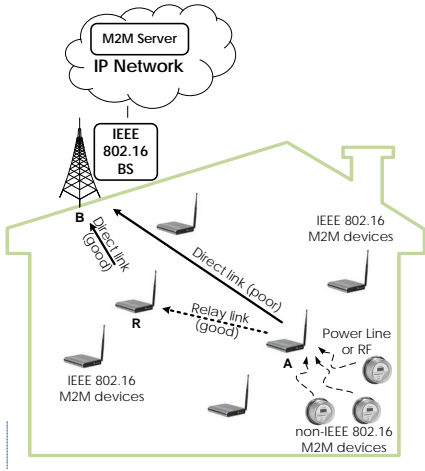 M2M Server
IP Network
IEEE
802.16
BS
B
Direct link
(good)
IEEE 802.16
M2M devices
Direct link (poor)
R
Relay link
(good)
A
Power Line
or RF
IEEE 802.16
M2M devices
non-IEEE 802.16
M2M devices